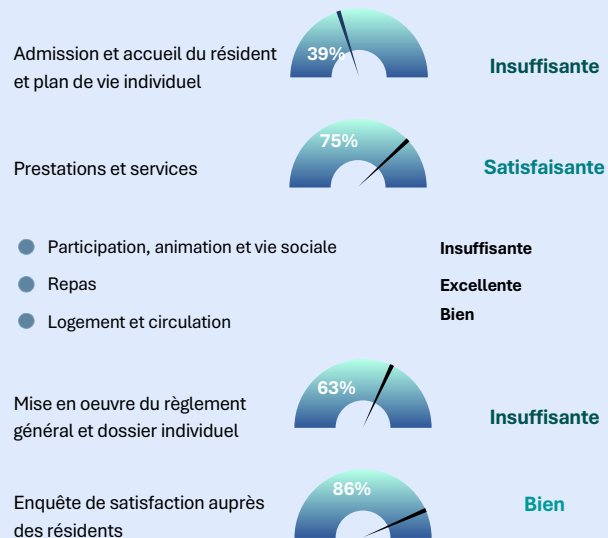 Admission et accueil du résident
et plan de vie individuel
39%
Insuffisante
Prestations et services
75%
Satisfaisante
Participation, animation et vie sociale
Insuffisante
Repas
Excellente
Logement et circulation
Bien
Mise en oeuvre du règlement
général et dossier individuel
63%
Insuffisante
Enquête de satisfaction auprès
des résidents
86%
Bien